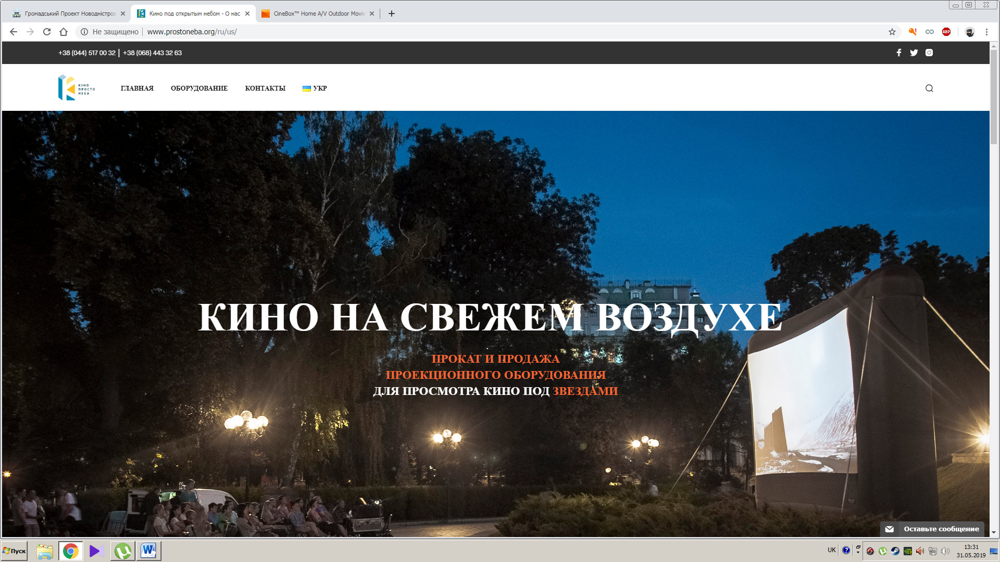 Громадський Проект Новодністров
Кино под открытым небом - О нас
CineBox™ Home A/V Outdoor Movie
Не защищено
www.prostoneba.org/ru/us/
ABP
+38 (044) 517 00 32 | +38 (068) 443 32 63
КІНО
ПРОСТО
НЕБА
ГЛАВНАЯ
ОБОРУДОВАНИЕ
КОНТАКТЫ
УКР
КИНО НА СВЕЖЕМ ВОЗДУХЕ
ПРОКАТ И ПРОДАЖА
ПРОЕКЦИОННОГО ОБОРУДОВАНИЯ
ДЛЯ ПРОСМОТРА КИНО ПОД ЗВЕЗДАМИ
Оставьте сообщение
Пуск
UK
13:31
31.05.2019